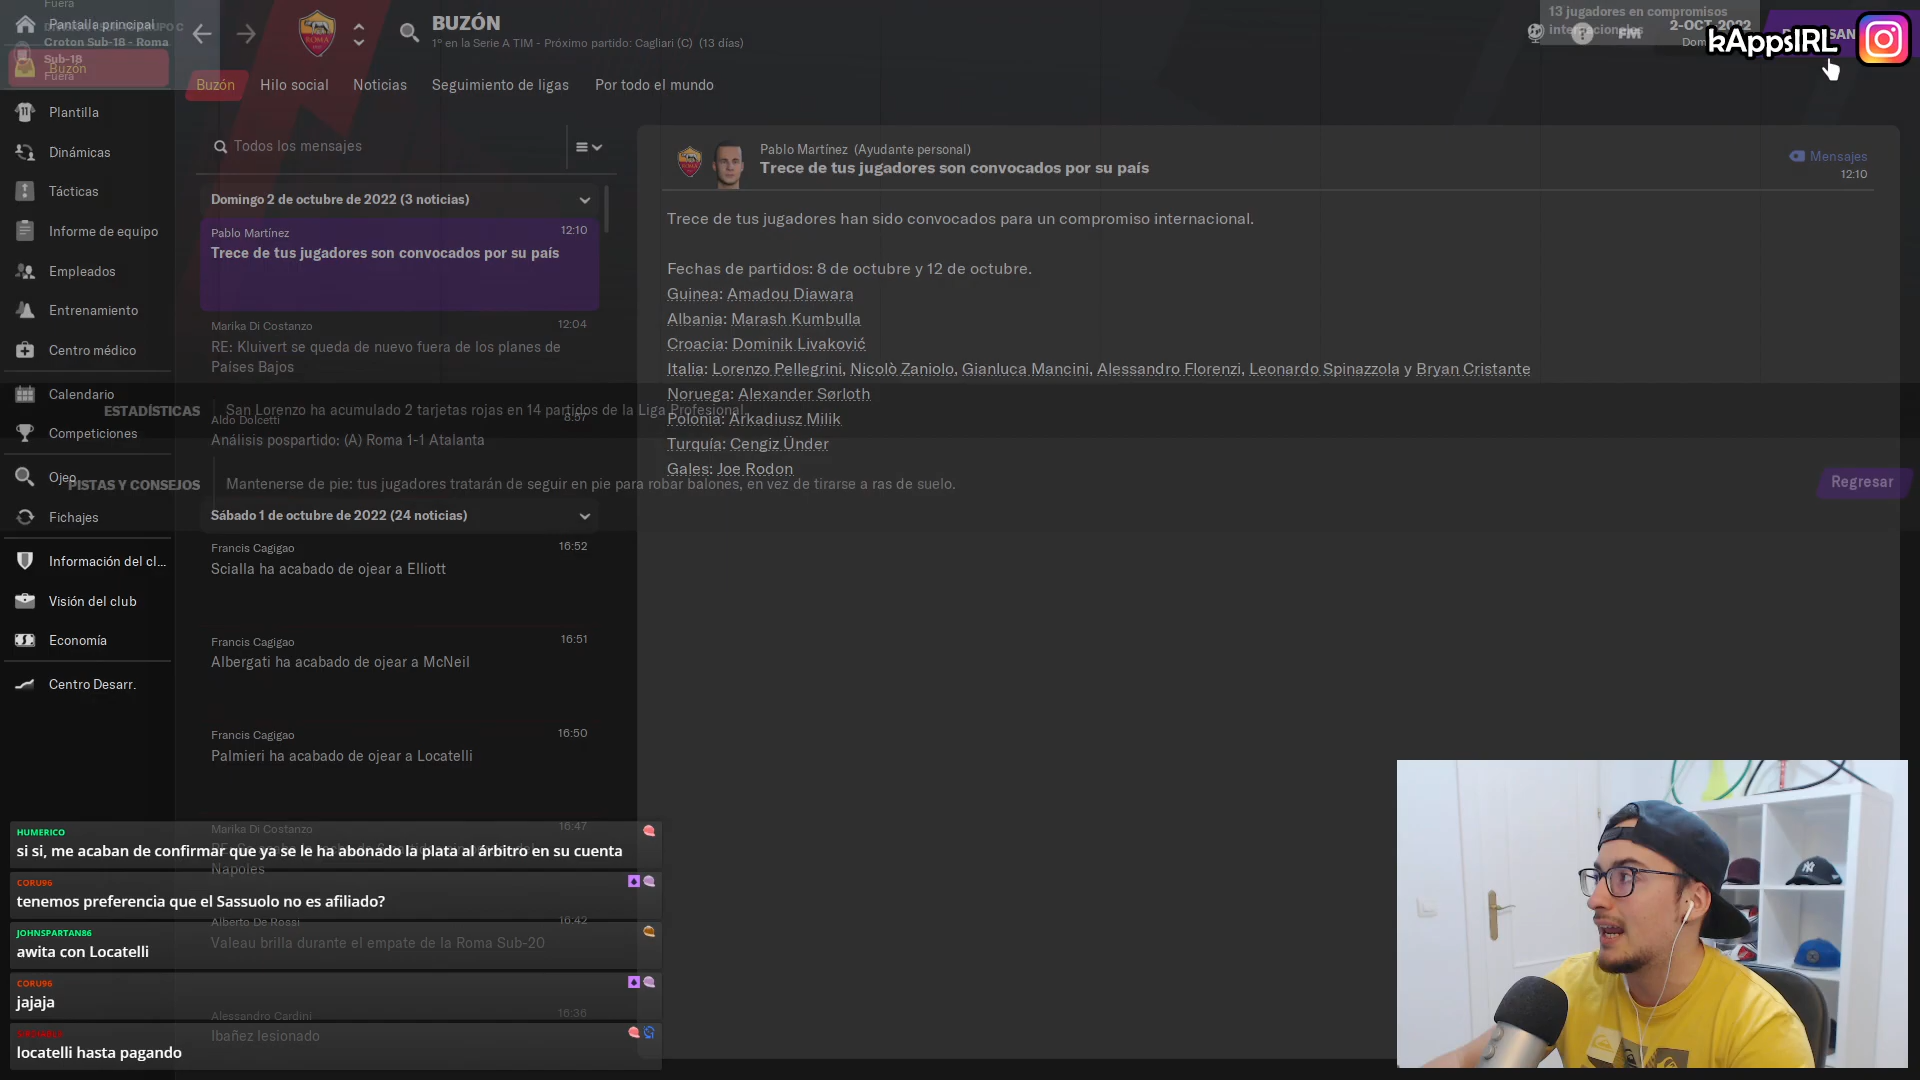 Fuera
Pantalla principal
Croton Sub-18 - Roma
Sub-18
Fuera
Buzón
Plantilla
Dinámicas
Tácticas
Informe de equipo
Empleados
Entrenamiento
Centro médico
Calendario
Competiciones
Ojeo
Fichajes
Información del cl...
Visión del club
Economía
Centro Desarr.
ROMA
BUZÓN
1º en la Serie A TIM - Próximo partido: Cagliari (C) (13 días)
13 jugadores en compromisos
internacionales
FM
2-OCT-2022
Dom
kAppsIRL
Buzón
Hilo social
Noticias
Seguimiento de ligas
Por todo el mundo
Todos los mensajes
Domingo 2 de octubre de 2022 (3 noticias)
Pablo Martínez
12:10
Trece de tus jugadores son convocados por su país
Marika Di Costanzo
12:04
RE: Kluivert se queda de nuevo fuera de los planes de
Países Bajos
Aldo Dolcetti
8:57
Análisis pospartido: (A) Roma 1-1 Atalanta
Sábado 1 de octubre de 2022 (24 noticias)
Francis Cagigao
16:52
Scialla ha acabado de ojear a Elliott
Francis Cagigao
16:51
Albergati ha acabado de ojear a McNeil
Francis Cagigao
16:50
Palmieri ha acabado de ojear a Locatelli
Marika Di Costanzo
16:47
Napoles
Alberto De Rossi
16:42
Valeau brilla durante el empate de la Roma Sub-20
Alessandro Cardini
16:36
Ibañez lesionado
Pablo Martínez (Ayudante personal)
Trece de tus jugadores son convocados por su país
Mensajes
12:10
Trece de tus jugadores han sido convocados para un compromiso internacional.
Fechas de partidos: 8 de octubre y 12 de octubre.
Guinea: Amadou Diawara
Albania: Marash Kumbulla
Croacia: Dominik Livaković
Italia: Lorenzo Pellegrini, Nicolò Zaniolo, Gianluca Mancini, Alessandro Florenzi, Leonardo Spinazzola y Bryan Cristante
Noruega: Alexander Sørloth
Polonia: Arkadiusz Milik
Turquía: Cengiz Ünder
Gales: Joe Rodon
ESTADÍSTICAS
San Lorenzo ha acumulado 2 tarjetas rojas en 14 partidos de la Liga Profesional.
PISTAS Y CONSEJOS
Mantenerse de pie: tus jugadores tratarán de seguir en pie para robar balones, en vez de tirarse a ras de suelo.
Regresar
HUMERICO
si si, me acaban de confirmar que ya se le ha abonado la plata al árbitro en su cuenta
CORU96
tenemos preferencia que el Sassuolo no es afiliado?
JOHNSPARTAN86
awita con Locatelli
CORU96
jajaja
locatelli hasta pagando